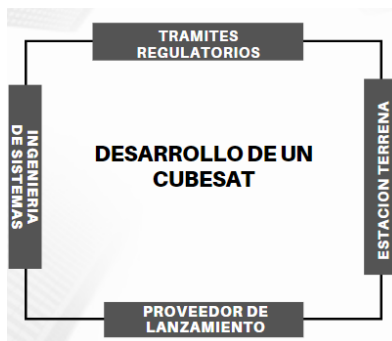 TRAMITES
REGULATORIOS
INGENIERIA
DE SISTEMAS
DESARROLLO DE UN
CUBESAT
ESTACION TERRENA
PROVEEDOR DE
LANZAMIENTO